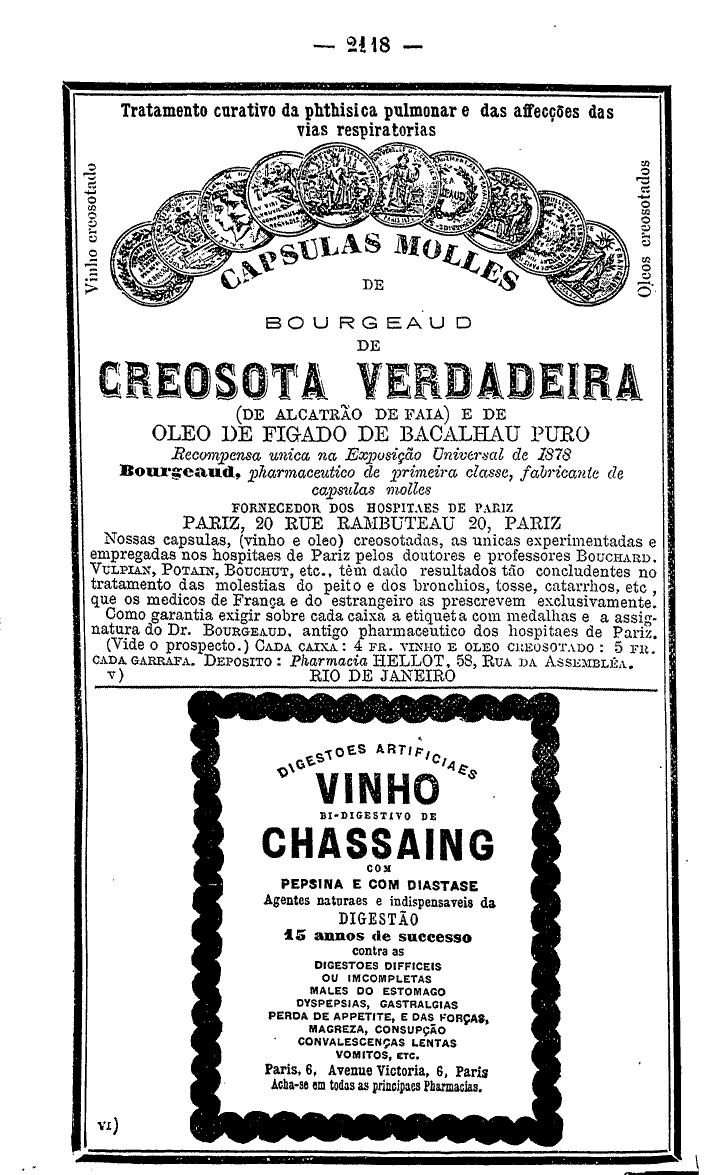 — 2118 —
Tratamento curativo da phthisica pulmonar e das affecções das
vias respiratorias
Vinho creosotado
Oleos creosotados
CAPSULAS MOLLES
DE
BOURGEAUD
DE
CREOSOTA VERDADEIRA
(DE ALCATRÃO DE FAIA) E DE
OLEO DE FIGADO DE BACALHAU PURO
Recompensa unica na Exposição Universal de 1878
Bourgeaud, pharmaceutico de primeira classe, fabricante de
capsulas molles
FORNECEDOR DOS HOSPITAES DE PARIZ
PARIZ, 20 RUE RAMBUTEAU 20, PARIZ
Nossas capsulas, (vinho e oleo) creosotadas, as unicas experimentadas e
empregadas nos hospitaes de Pariz pelos doutores e professores BOUCHARD.
VULPIAN, POTAIN, BOUCHUT, etc., têm dado resultados tão concludentes no
tratamento das molestias do peito e dos bronchios, tosse, catarrhos, etc ,
que os medicos de França e do estrangeiro as prescrevem exclusivamente.
Como garantia exigir sobre cada caixa a etiqueta com medalhas e a assig-
natura do Dr. BOURGEAUD. antigo pharmaceutico dos hospitaes de Pariz.
(Vide o prospecto.) CADA CAIXA : 4 FR. VINHO E OLEO CREOSOTADO : 5 FR.
CADA GARRAFA. DEPOSITO : Pharmacia HELLOT, 58, RUA DA ASSEMBLÉA.
V) RIO DE JANEIRO
DIGESTOES ARTIFICIAES
VINHO
BI-DIGESTIVO DE
CHASSAING
COM
PEPSINA E COM DIASTASE
Agentes naturaes e indispensaveis da
DIGESTÃO
15 annos de successo
contra as
DIGESTOES DIFFICEIS
OU IMCOMPLETAS
MALES DO ESTOMAGO
DYSPEPSIAS, GASTRALGIAS
PERDA DE APPETITE, E DAS FORÇAS,
MAGREZA, CONSUPÇÃO
CONVALESCENÇAS LENTAS
VOMITOS, ETC.
Paris, 6, Avenue Victoria, 6, Paris
Acha-se em todas as principaes Pharmacias.
VI)